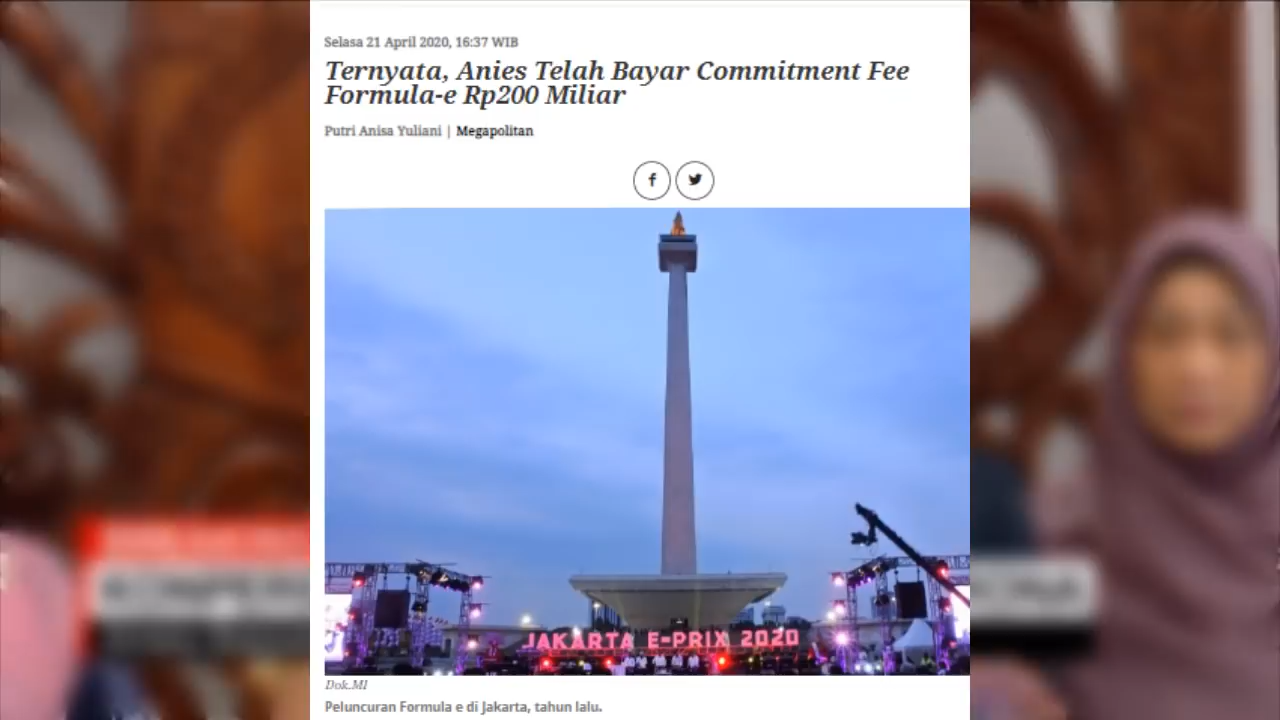 Selasa 21 April 2020, 16:37 WIB
Ternyata, Anies Telah Bayar Commitment Fee
Formula-e Rp200 Miliar
Putri Anisa Yuliani | Megapolitan
JAKARTA E-PRIX 2020
Dok.MI
Peluncuran Formula e di Jakarta, tahun lalu.